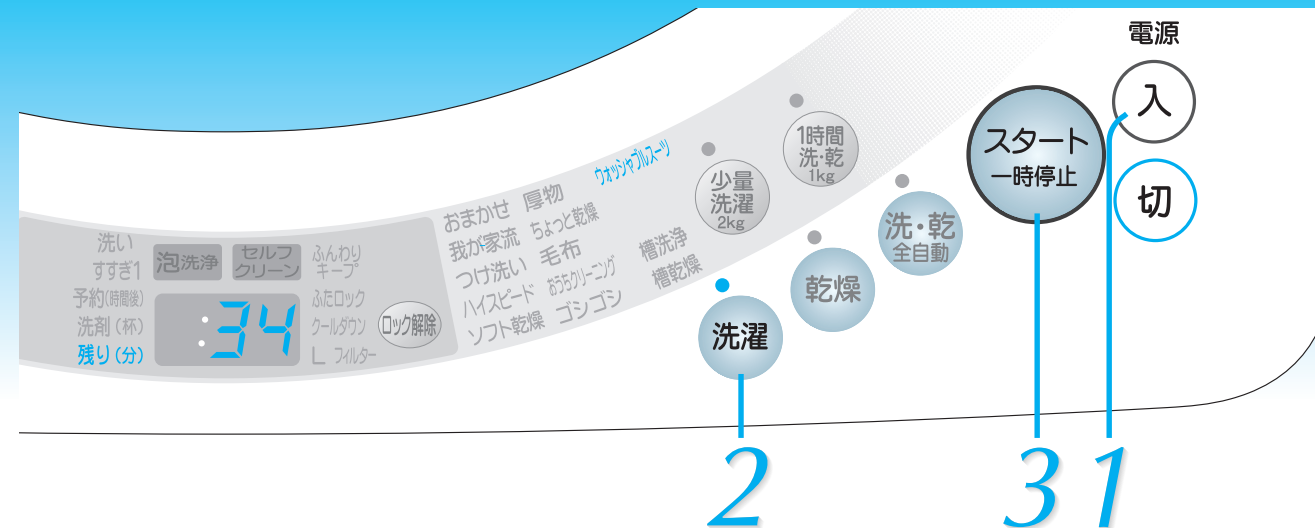 電源
入
切
スタート
一時停止
1時間
洗・乾
1kg
少量
洗濯
2kg
洗・乾
全自動
乾燥
洗濯
ウォッシャブルスーツ
おまかせ 厚物
我が家流 ちょっと乾燥
つけ洗い 毛布 槽洗浄
ハイスピード おうちクリーニング 槽乾燥
ソフト乾燥 ゴシゴシ
洗い
すすぎ1
予約(時間後)
洗剤(杯)
残り(分)
泡洗浄
セルフ
クリーン
:34
ふんわり
キープ
ふたロック
クールダウン
L フィルター
ロック解除
2
3
1